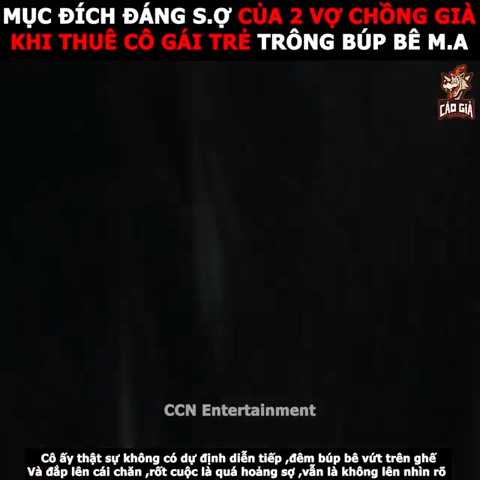 MỤC ĐÍCH ĐÁNG S.Ợ CỦA 2 VỢ CHỒNG GIÀ
KHI THUÊ CÔ GÁI TRẺ TRÔNG BÚP BÊ M.A
CÁO GIÀ
CCN Entertainment
Cô ấy thật sự không có dự định diễn tiếp ,đêm búp bê vứt trên ghế
Và đắp lên cái chăn ,rốt cuộc là quá hoảng sợ ,vẫn là không lên nhìn rõ